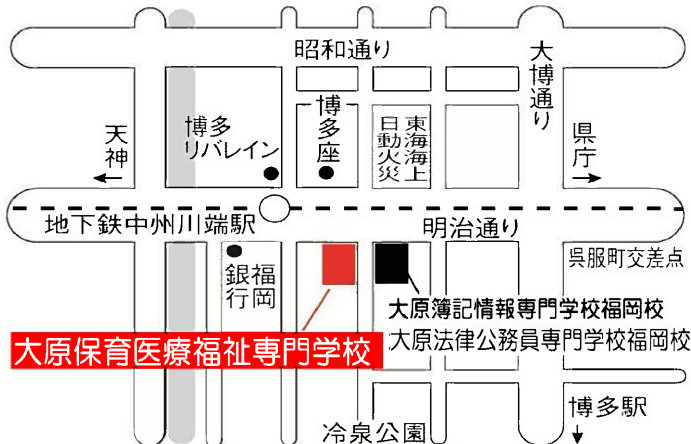 昭和通り
大博通り
天神
博多
リバレイン
博多座
東海海上
日動火災
県庁
地下鉄中州川端駅
明治通り
呉服町交差点
福岡
銀行
大原簿記情報専門学校福岡校
大原法律公務員専門学校福岡校
大原保育医療福祉専門学校
博多駅
冷泉公園